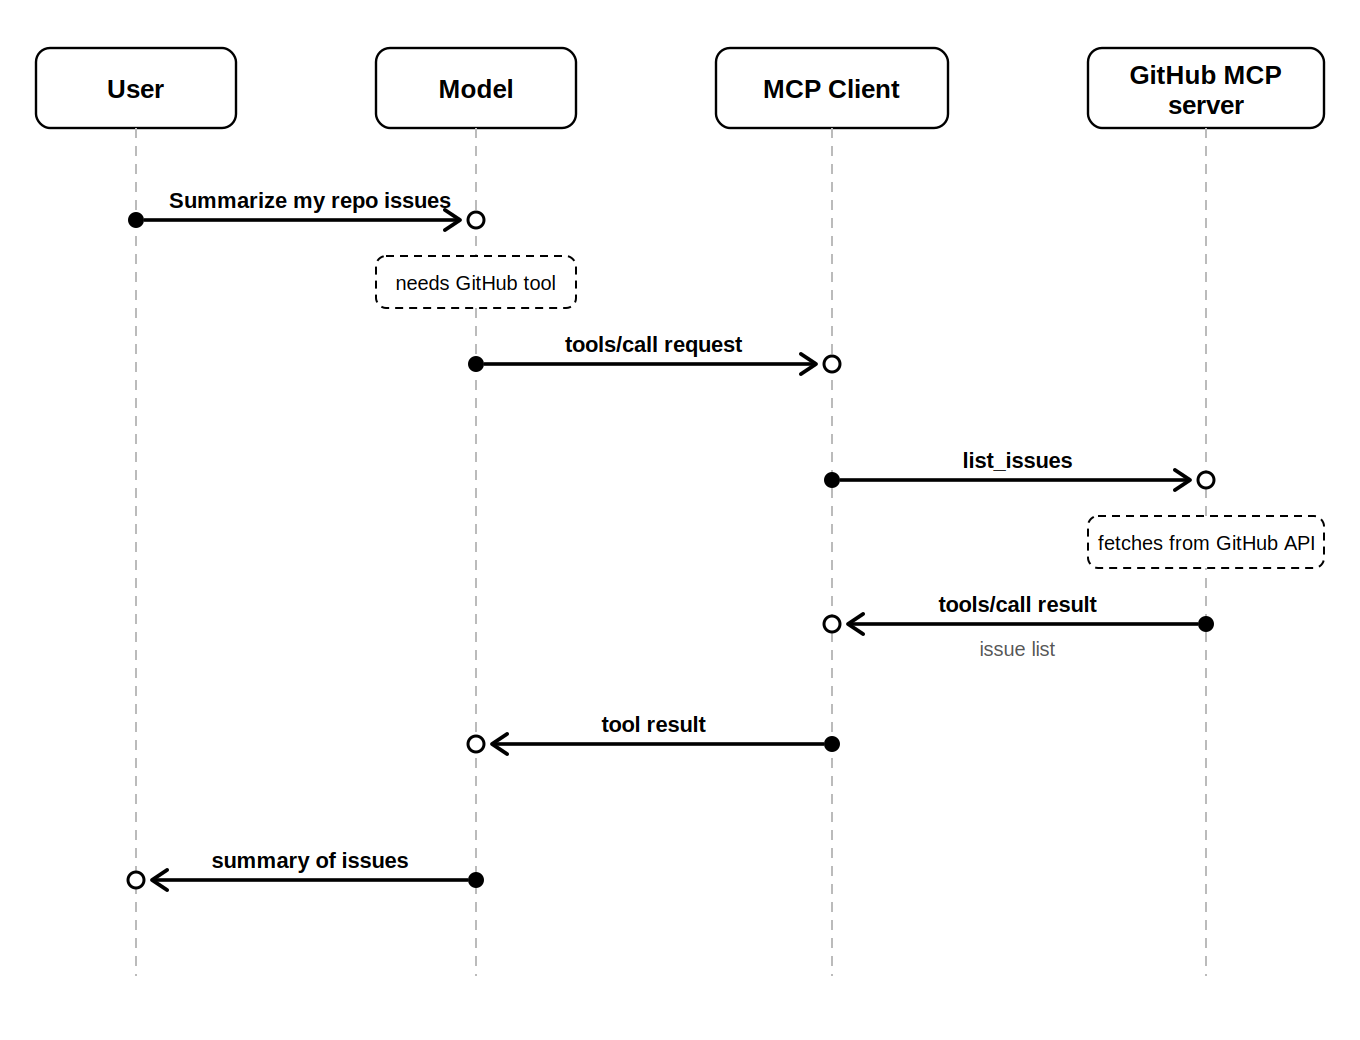 User
Model
MCP Client
GitHub MCP
server
Summarize my repo issues
needs GitHub tool
tools/call request
list_issues
fetches from GitHub API
tools/call result
issue list
tool result
summary of issues